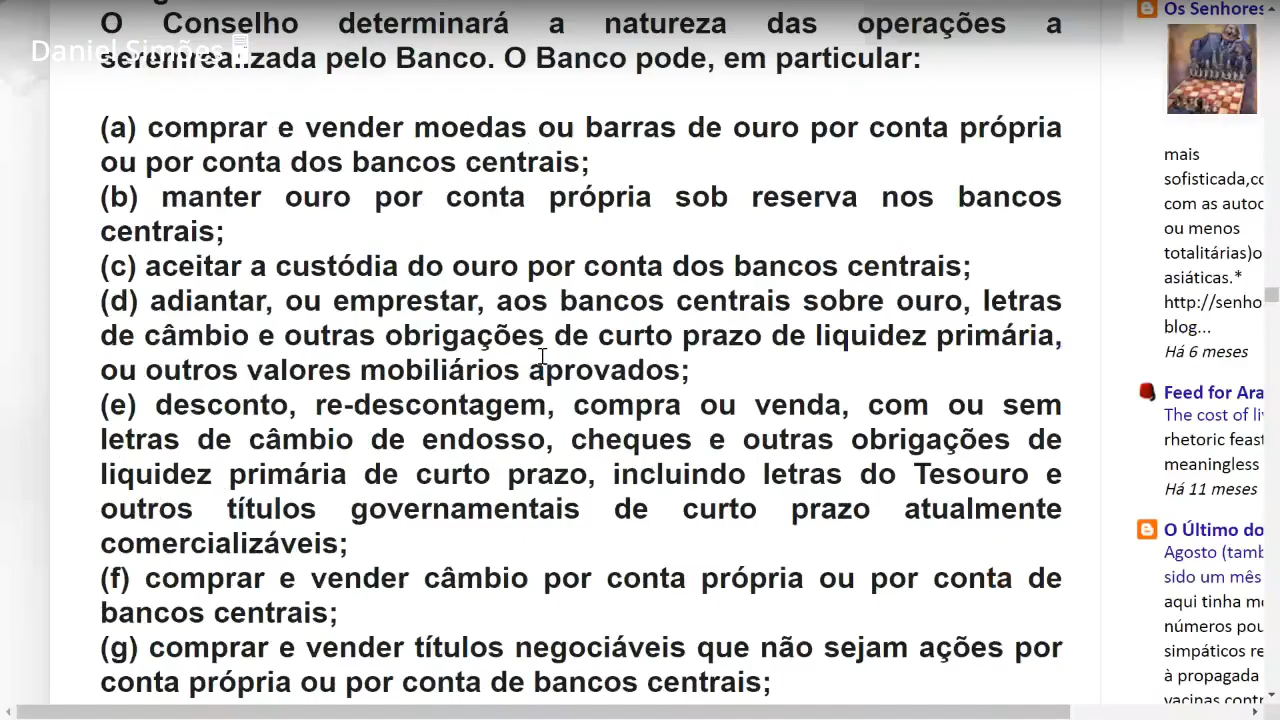 O Conselho determinará a natureza das operações a
Daniel Simões
pelo Banco. O Banco pode, em particular:
(a) comprar e vender moedas ou barras de ouro por conta própria
ou por conta dos bancos centrais;
(b) manter ouro por conta própria sob reserva nos bancos
centrais;
(c) aceitar a custódia do ouro por conta dos bancos centrais;
(d) adiantar, ou emprestar, aos bancos centrais sobre ouro, letras
de câmbio e outras obrigações de curto prazo de liquidez primária,
ou outros valores mobiliários aprovados;
(e) desconto, re-descontagem, compra ou venda, com ou sem
letras de câmbio de endosso, cheques e outras obrigações de
liquidez primária de curto prazo, incluindo letras do Tesouro e
outros títulos governamentais de curto prazo atualmente
comercializáveis;
(f) comprar e vender câmbio por conta própria ou por conta de
bancos centrais;
(g) comprar e vender títulos negociáveis que não sejam ações por
conta própria ou por conta de bancos centrais;
Os Senhores
mais
sofisticada,co
com as autoc
ou menos
totalitárias)o
asiáticas.*
http://senho
blog...
Há 6 meses
Feed for Ara
The cost of li
rhetoric feast
meaningless
Há 11 meses
O Último do
Agosto (tamb
sido um mês
aqui tinha m
números pou
simpáticos re
à propagada
vacinas contr